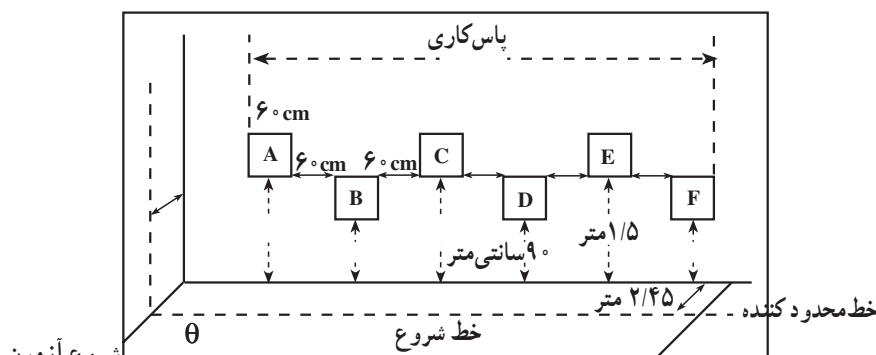 پاس‌کاری
۶۰cm
A
۶۰cm
۶۰cm
C
E
B
D
F
۱/۵متر
۹۰سانتی‌متر
۲/۴۵ متر
خط‌محدود کننده
θ
خط شروع